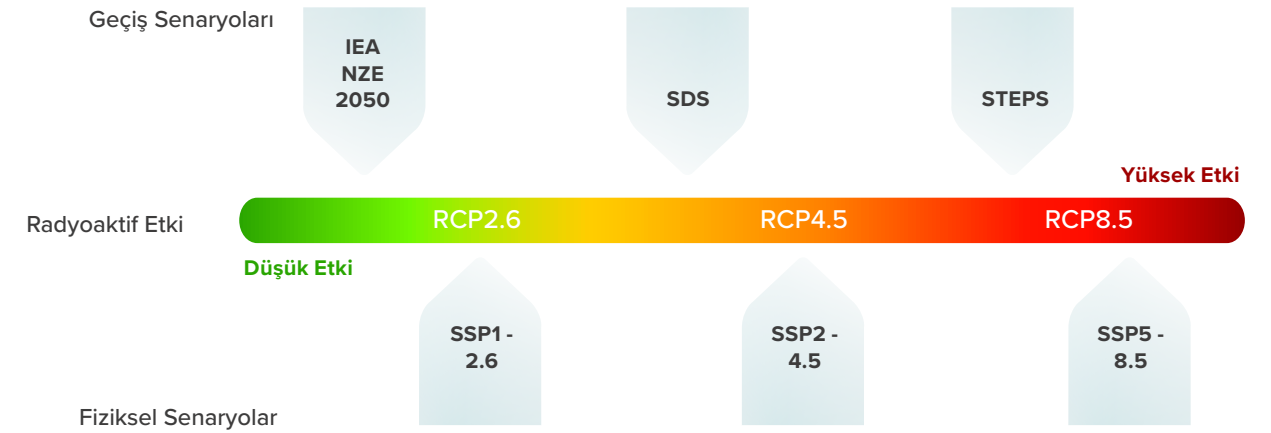 Geçiş Senaryoları
IEA
NZE
2050
SDS
STEPS
Yüksek Etki
Radyoaktif Etki
RCP2.6
RCP4.5
RCP8.5
Düşük Etki
SSP1 -
2.6
SSP2 -
4.5
SSP5 -
8.5
Fiziksel Senaryolar